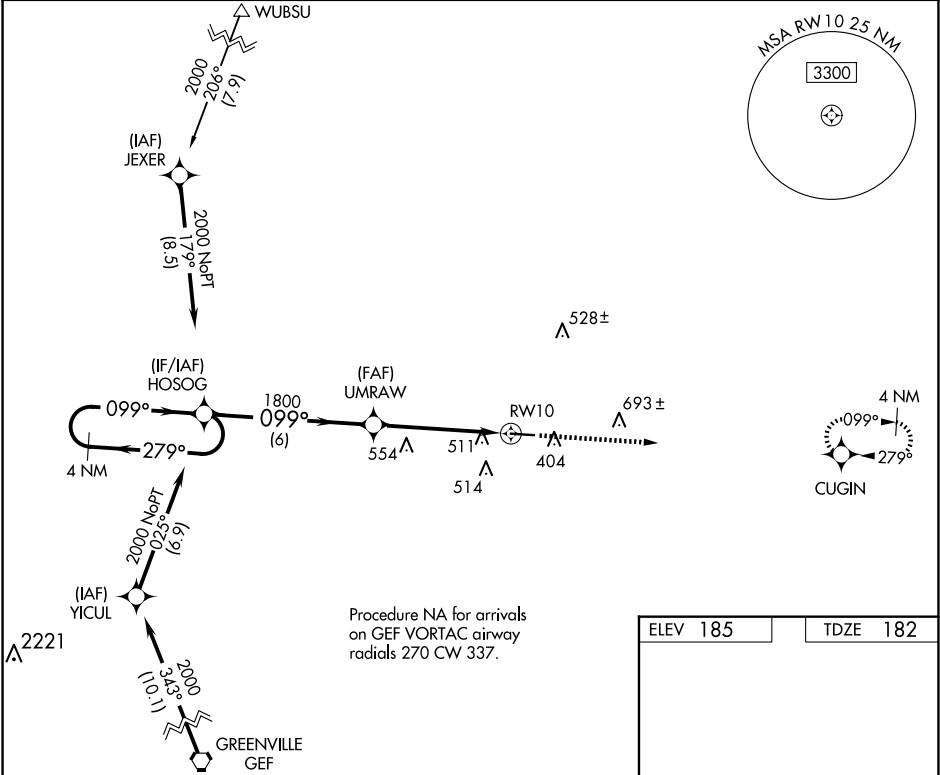 WUBSU
MSA RW10 25 NM
3300
2000
206°
(7.9)
(IAF)
JEXER
2000 NoPT
179°
(8.5)
528±
(IF/IAF)
HOSOG
(FAF)
UMRAW
099°
1800
099°
(6)
RW10
693±
4 NM
099°
279°
4 NM
279°
554
511
404
514
CUGIN
2000 NoPT
025°
(6.9)
(IAF)
YICUL
Procedure NA for arrivals
on GEF VORTAC airway
radials 270 CW 337.
ELEV 185
TDZE 182
2221
2000
343°
(10.1)
GREENVILLE
GEF